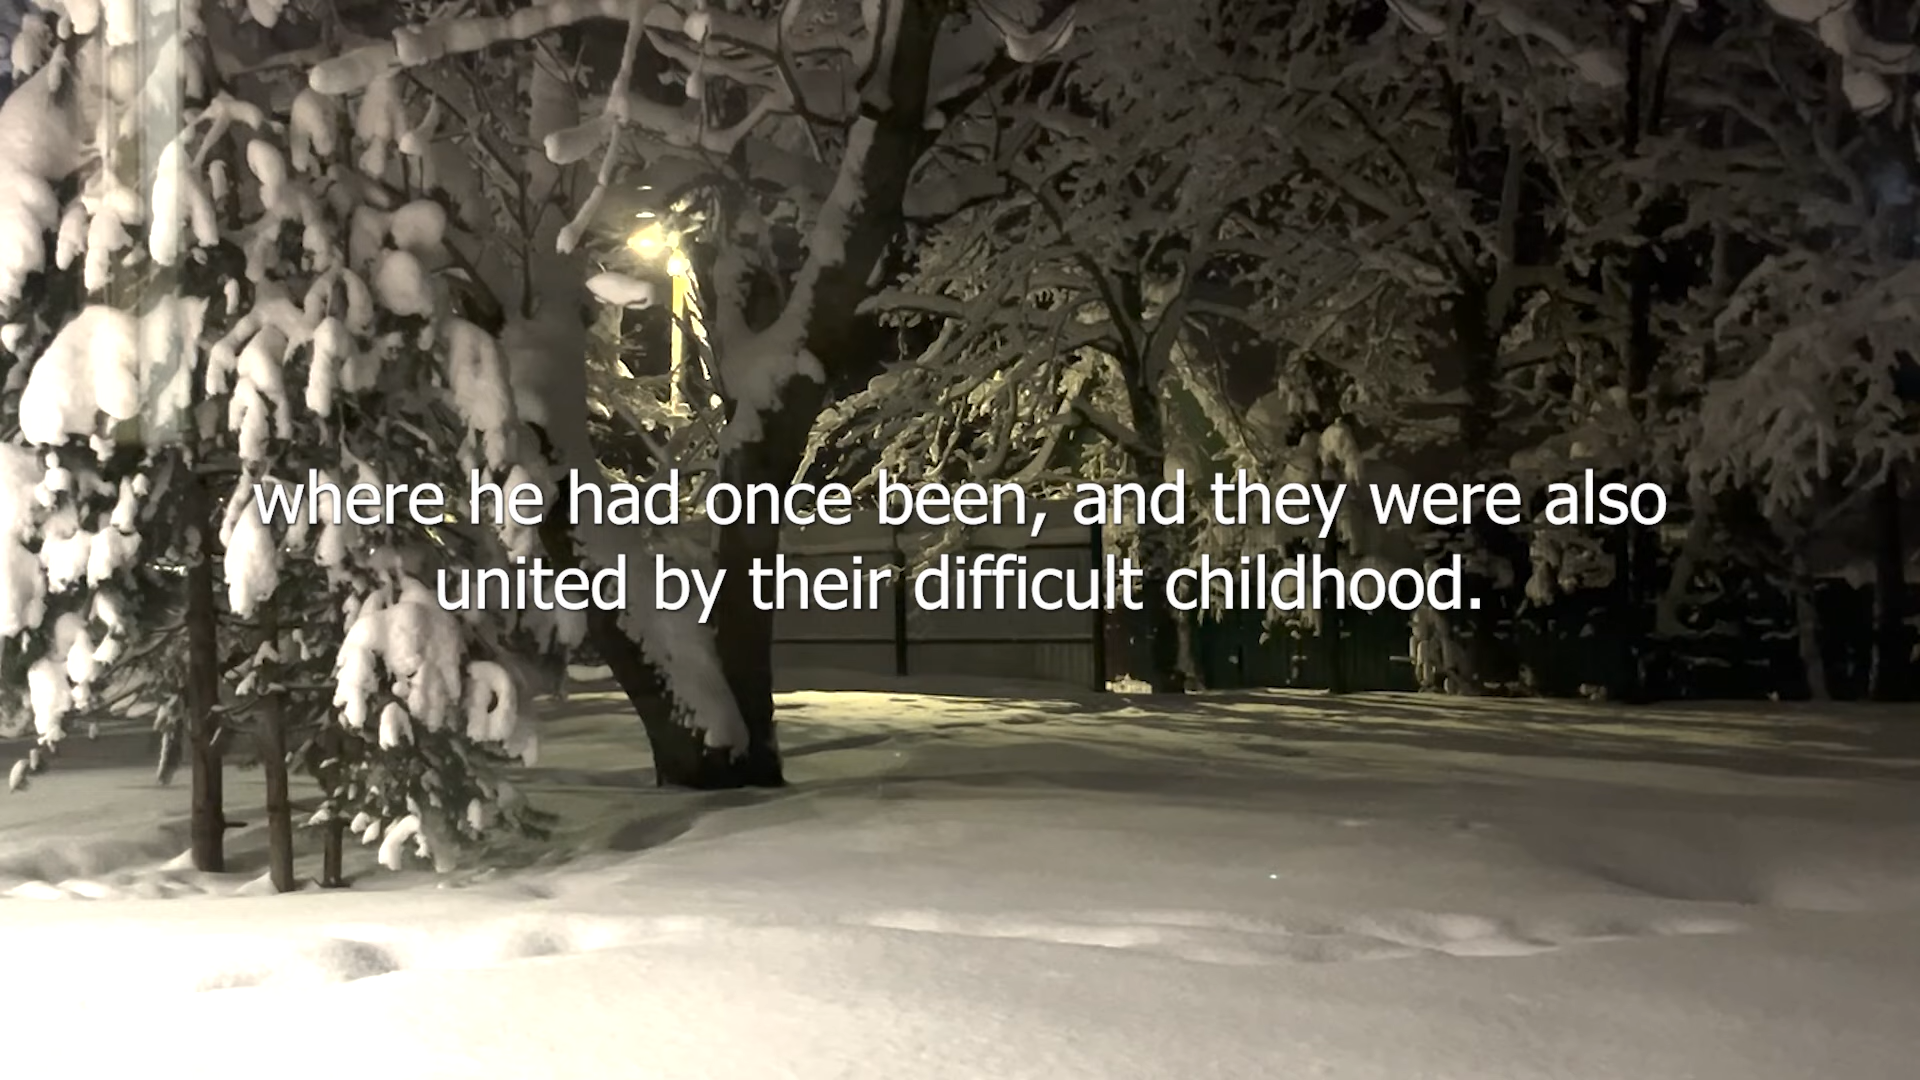 where he had once been, and they were also
united by their difficult childhood.